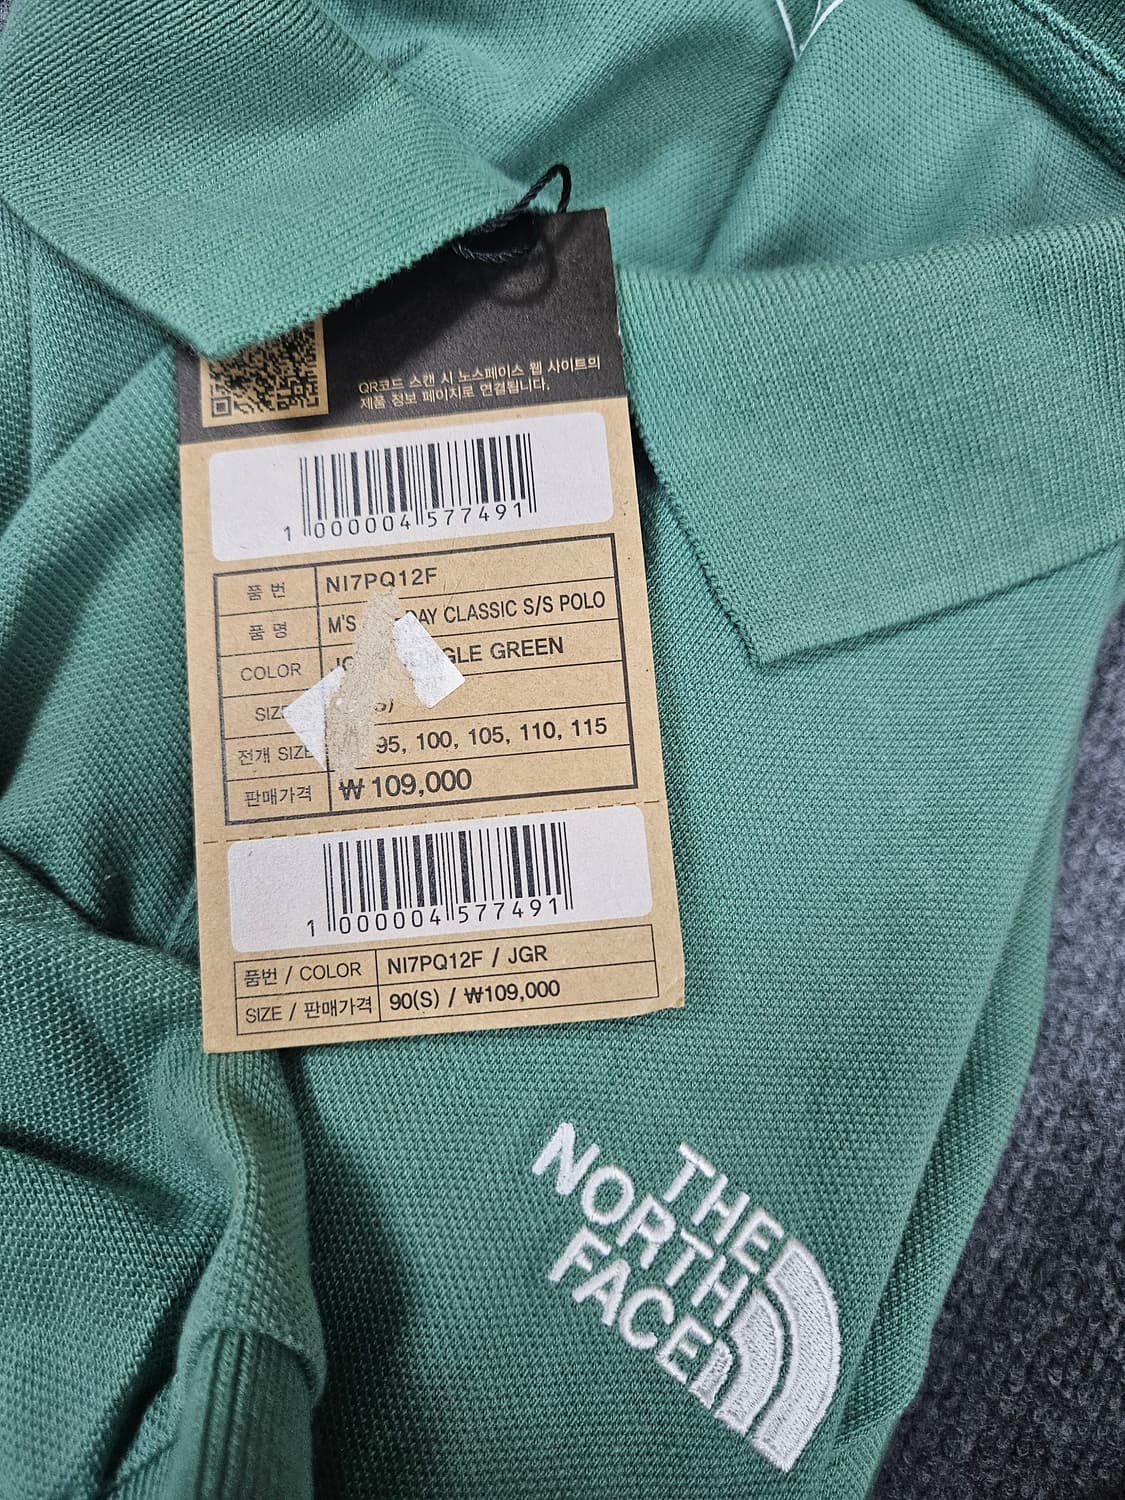 QR코드 스캔 시 노스페이스 웹 사이트의
제품 정보 페이지로 연결됩니다.
1 000004 577491
품 번 NI7PQ12F
품 명 M'S DAY CLASSIC S/S POLO
COLOR GREEN
SIZE
전개 SIZE 95, 100, 105, 110, 115
판매가격 ₩ 109,000
1 000004 577491
품번 / COLOR NI7PQ12F / JGR
SIZE / 판매가격 90(S) / ₩109,000
THE
NORTH
FACE